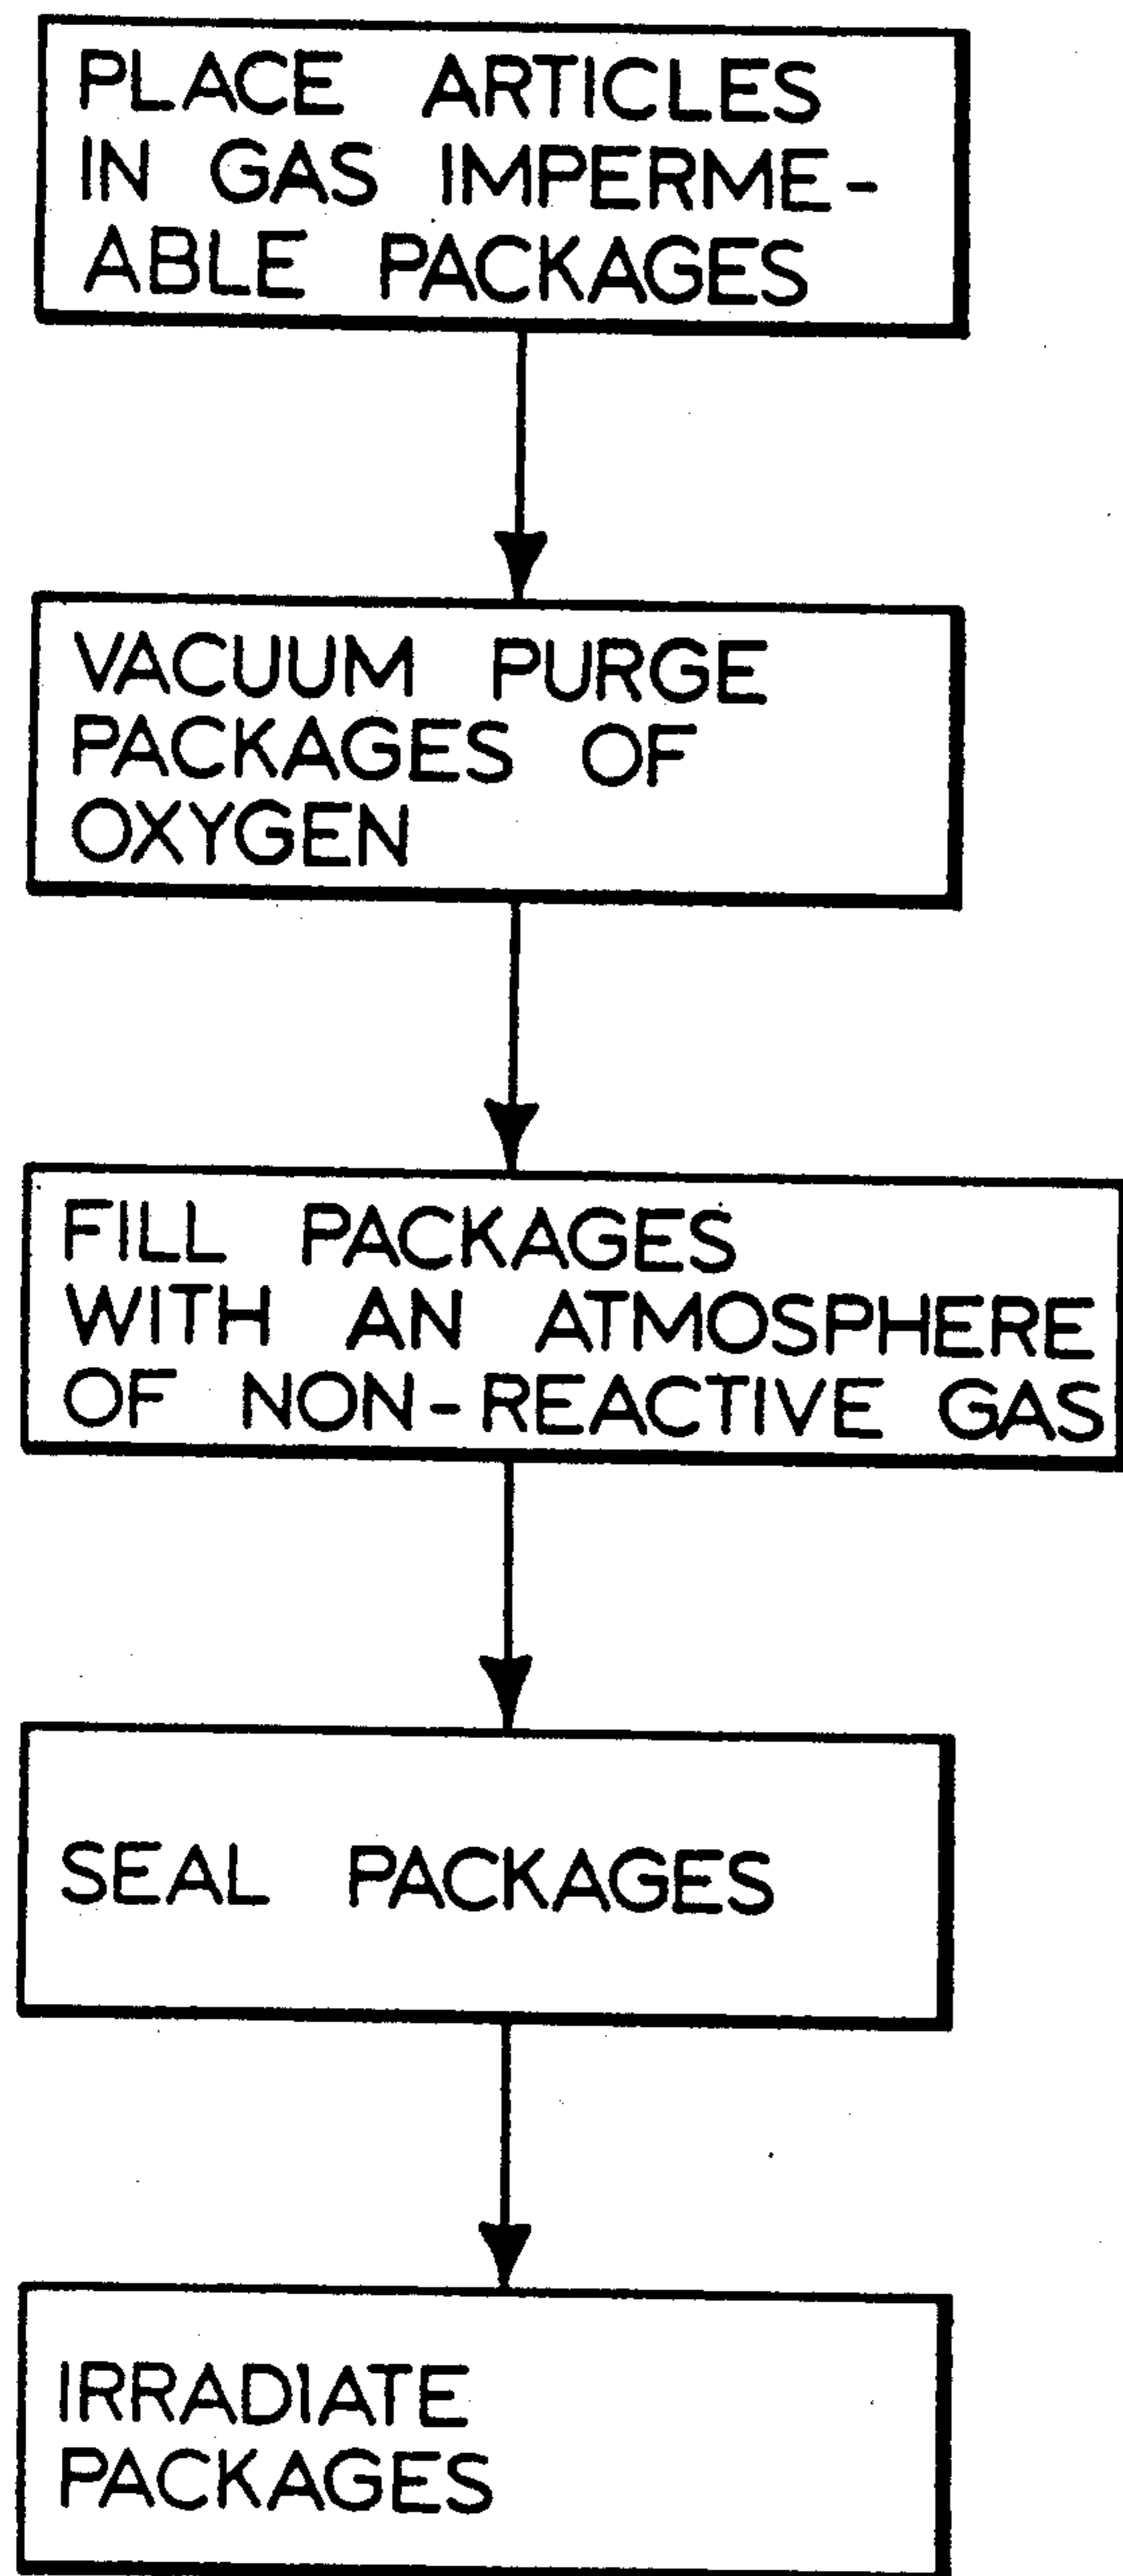 PLACE ARTICLES
IN GAS IMPERME-
ABLE PACKAGES
VACUUM PURGE
PACKAGES OF
OXYGEN
FILL PACKAGES
WITH AN ATMOSPHERE
OF NON-REACTIVE GAS
SEAL PACKAGES
IRRADIATE
PACKAGES